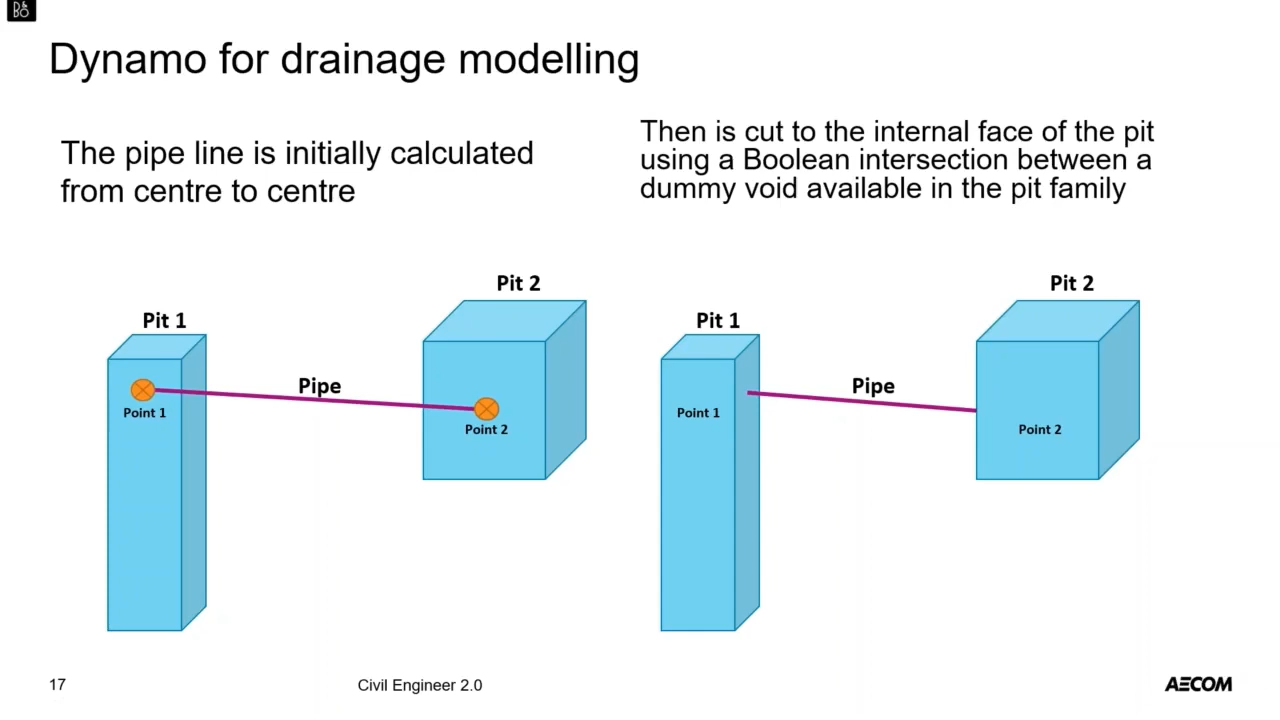 B&O
Dynamo for drainage modelling
The pipe line is initially calculated
from centre to centre
Then is cut to the internal face of the pit
using a Boolean intersection between a
dummy void available in the pit family
Pit 2
Pit 1
Pipe
Point 1
Point 2
Pit 2
Pit 1
Pipe
Point 1
Point 2
17
Civil Engineer 2.0
AECOM